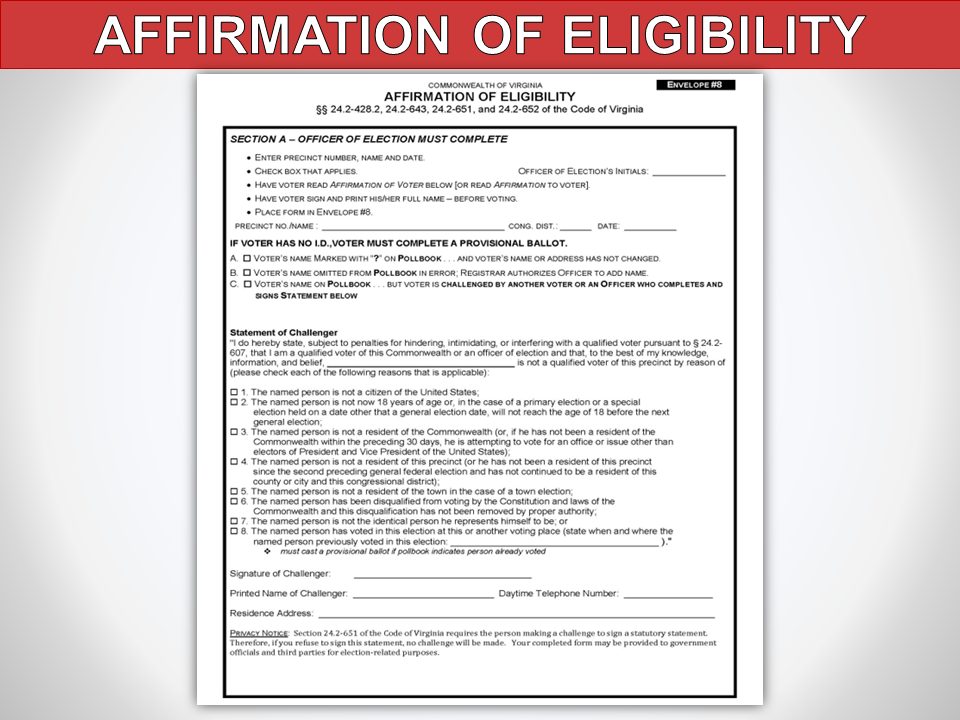 AFFIRMATION OF ELIGIBILITY
COMMONWEALTH OF VIRGINIA
ENVELOPE #8
AFFIRMATION OF ELIGIBILITY
§§ 24.2-428.2, 24.2-643, 24.2-651, and 24.2-652 of the Code of Virginia
SECTION A – OFFICER OF ELECTION MUST COMPLETE
• ENTER PRECINCT NUMBER, NAME AND DATE.
• CHECK BOX THAT APPLIES. OFFICER OF ELECTION'S INITIALS: ____________
• HAVE VOTER READ AFFIRMATION OF VOTER BELOW [OR READ AFFIRMATION TO VOTER].
• HAVE VOTER SIGN AND PRINT HIS/HER FULL NAME – BEFORE VOTING.
• PLACE FORM IN ENVELOPE #8.
PRECINCT NO./NAME : ____________ CONG. DIST.: ______ DATE: ________
IF VOTER HAS NO I.D.,VOTER MUST COMPLETE A PROVISIONAL BALLOT.
A. ☐ VOTER'S NAME MARKED WITH "?" ON POLLBOOK . . . AND VOTER'S NAME OR ADDRESS HAS NOT CHANGED.
B. ☐ VOTER'S NAME OMITTED FROM POLLBOOK IN ERROR; REGISTRAR AUTHORIZES OFFICER TO ADD NAME.
C. ☐ VOTER'S NAME ON POLLBOOK . . . BUT VOTER IS CHALLENGED BY ANOTHER VOTER OR AN OFFICER WHO COMPLETES AND
SIGNS STATEMENT BELOW
Statement of Challenger
"I do hereby state, subject to penalties for hindering, intimidating, or interfering with a qualified voter pursuant to § 24.2-
607, that I am a qualified voter of this Commonwealth or an officer of election and that, to the best of my knowledge,
information, and belief, ____________ is not a qualified voter of this precinct by reason of
(please check each of the following reasons that is applicable):
☐ 1. The named person is not a citizen of the United States;
☐ 2. The named person is not now 18 years of age or, in the case of a primary election or a special
election held on a date other that a general election date, will not reach the age of 18 before the next
general election;
☐ 3. The named person is not a resident of the Commonwealth (or, if he has not been a resident of the
Commonwealth within the preceding 30 days, he is attempting to vote for an office or issue other than
electors of President and Vice President of the United States);
☐ 4. The named person is not a resident of this precinct (or he has not been a resident of this precinct
since the second preceding general federal election and has not continued to be a resident of this
county or city and this congressional district);
☐ 5. The named person is not a resident of the town in the case of a town election;
☐ 6. The named person has been disqualified from voting by the Constitution and laws of the
Commonwealth and this disqualification has not been removed by proper authority;
☐ 7. The named person is not the identical person he represents himself to be; or
☐ 8. The named person has voted in this election at this or another voting place (state when and where the
named person previously voted in this election: ____________ )."
❖ must cast a provisional ballot if pollbook indicates person already voted
Signature of Challenger: ____________
Printed Name of Challenger: ____________ Daytime Telephone Number: ____________
Residence Address: ____________
PRIVACY NOTICE: Section 24.2-651 of the Code of Virginia requires the person making a challenge to sign a statutory statement.
Therefore, if you refuse to sign this statement, no challenge will be made. Your completed form may be provided to government
officials and third parties for election-related purposes.